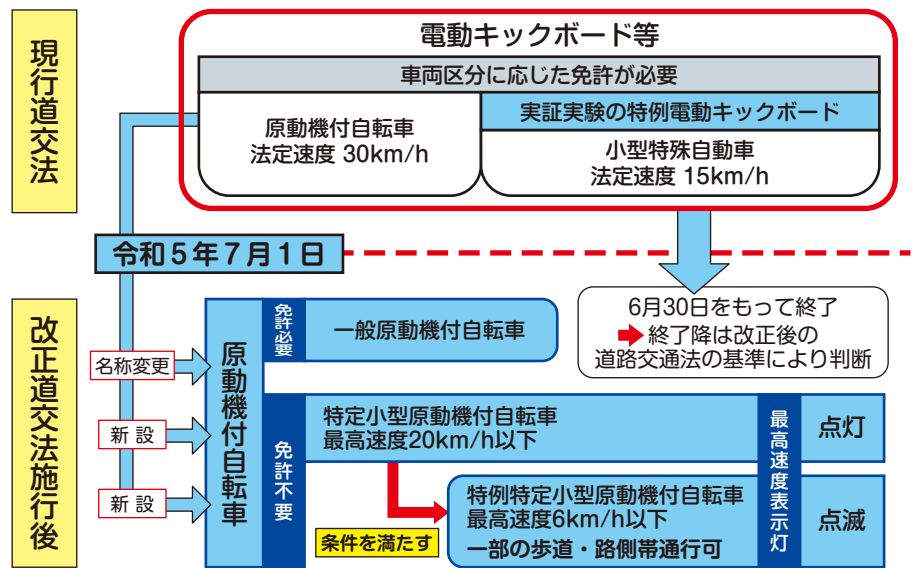 現行道交法
電動キックボード等
車両区分に応じた免許が必要
原動機付自転車
法定速度 30km/h
実証実験の特例電動キックボード
小型特殊自動車
法定速度 15km/h
令和5年7月1日
6月30日をもって終了
終了降は改正後の
道路交通法の基準により判断
改正道交法施行後
名称変更
新設
新設
原動機付自転車
免許必要
一般原動機付自転車
免許不要
特定小型原動機付自転車
最高速度20km/h以下
条件を満たす
特例特定小型原動機付自転車
最高速度6km/h以下
一部の歩道・路側帯通行可
最高速度表示灯
点灯
点滅